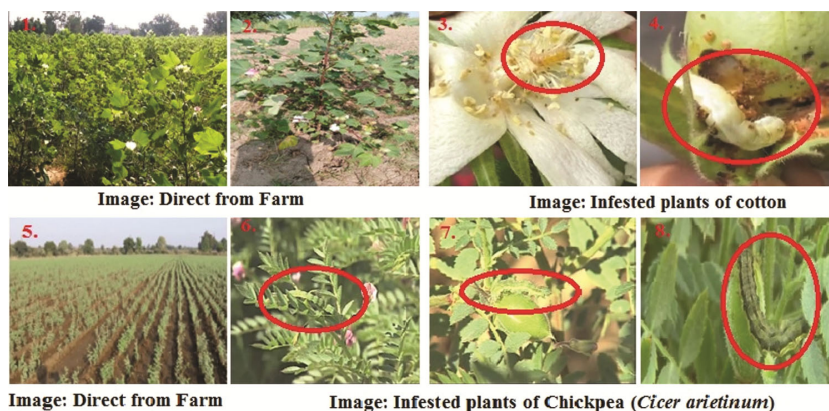 1. 2. 3. 4.
Image: Direct from Farm Image: Infested plants of cotton
5. 6. 7. 8.
Image: Direct from Farm Image: Infested plants of Chickpea (Cicer arietinum)